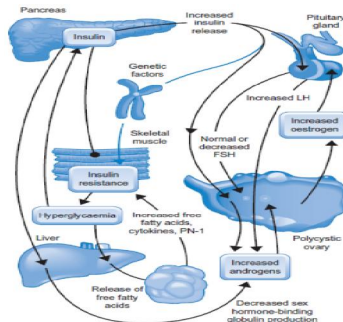 Pancreas
Insulin
Increased
insulin
release
Pituitary
gland
Genetic
factors
Increased LH
Increased
oestrogen
Skeletal
muscle
Normal or
decreased
FSH
Insulin
resistance
Hyperglycaemia
Increased free
fatty acids,
cytokines, PN-1
Polycystic
ovary
Liver
Increased
androgens
Release of
free fatty
acids
Decreased sex
hormone-binding
globulin production